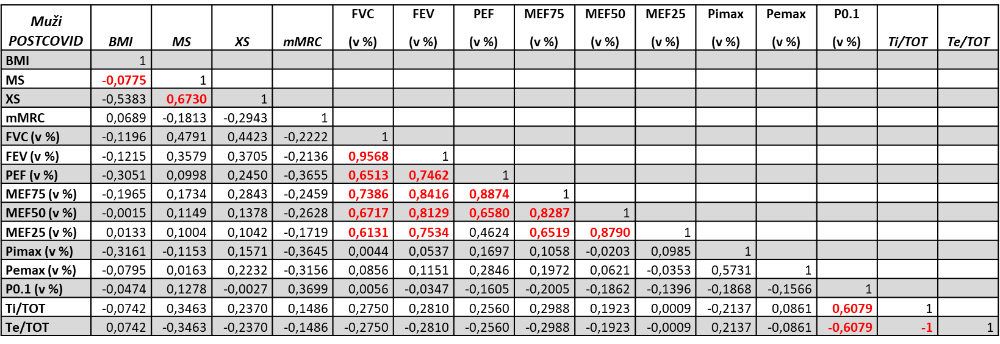 Muži POSTCOVID BMI MS XS mMRC FVC (v %) FEV (v %) PEF (v %) MEF75 (v %) MEF50 (v %) MEF25 (v %) Pimax (v %) Pemax (v %) P0.1 (v %) Ti/TOT Te/TOT
BMI 1
MS -0,0775 1
XS -0,5383 0,6730 1
mMRC 0,0689 -0,1813 -0,2943 1
FVC (v %) -0,1196 0,4791 0,4423 -0,2222 1
FEV (v %) -0,1215 0,3579 0,3705 -0,2136 0,9568 1
PEF (v %) -0,3051 0,0998 0,2450 -0,3655 0,6513 0,7462 1
MEF75 (v %) -0,1965 0,1734 0,2843 -0,2459 0,7386 0,8416 0,8874 1
MEF50 (v %) -0,0015 0,1149 0,1378 -0,2628 0,6717 0,8129 0,6580 0,8287 1
MEF25 (v %) 0,0133 0,1004 0,1042 -0,1719 0,6131 0,7534 0,4624 0,6519 0,8790 1
Pimax (v %) -0,3161 -0,1153 0,1571 -0,3645 0,0044 0,0537 0,1697 0,1058 -0,0203 0,0985 1
Pemax (v %) -0,0795 0,0163 0,2232 -0,3156 0,0856 0,1151 0,2846 0,1972 0,0621 -0,0353 0,5731 1
P0.1 (v %) -0,0474 0,1278 -0,0027 0,3699 0,0056 -0,0347 -0,1605 -0,2005 -0,1862 -0,1396 -0,1868 -0,1566 1
Ti/TOT -0,0742 0,3463 0,2370 0,1486 0,2750 0,2810 0,2560 0,2988 0,1923 0,0009 -0,2137 0,0861 0,6079 1
Te/TOT 0,0742 -0,3463 -0,2370 -0,1486 -0,2750 -0,2810 -0,2560 -0,2988 -0,1923 -0,0009 0,2137 -0,0861 -0,6079 -1 1